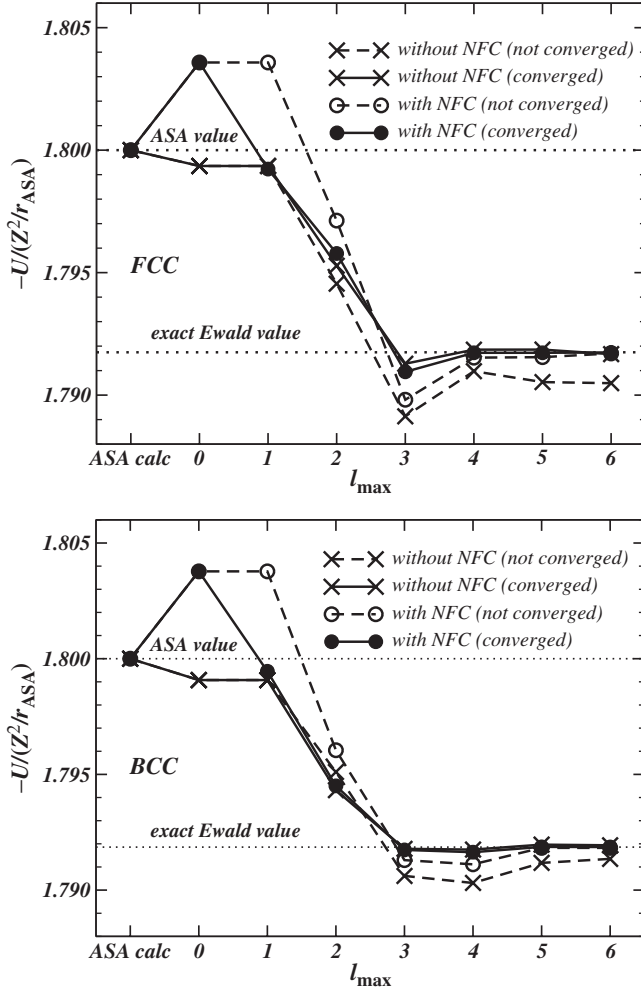 1.805
without NFC (not converged)
without NFC (converged)
with NFC (not converged)
with NFC (converged)
ASA value
1.800
−U/(Z²/r_ASA)
1.795
FCC
exact Ewald value
1.790
ASA calc 0 1 2 3 4 5 6
l_max
1.805
without NFC (not converged)
without NFC (converged)
with NFC (not converged)
with NFC (converged)
ASA value
1.800
−U/(Z²/r_ASA)
1.795
BCC
exact Ewald value
1.790
ASA calc 0 1 2 3 4 5 6
l_max